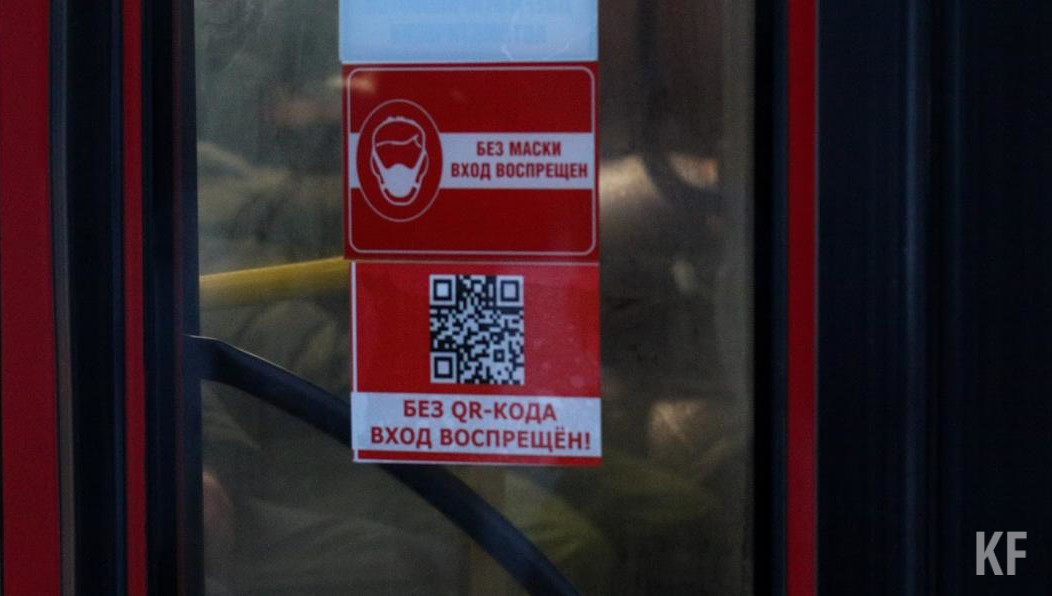 БЕЗ МАСКИ
ВХОД ВОСПРЕЩЕН
БЕЗ QR-КОДА
ВХОД ВОСПРЕЩЁН!
KF